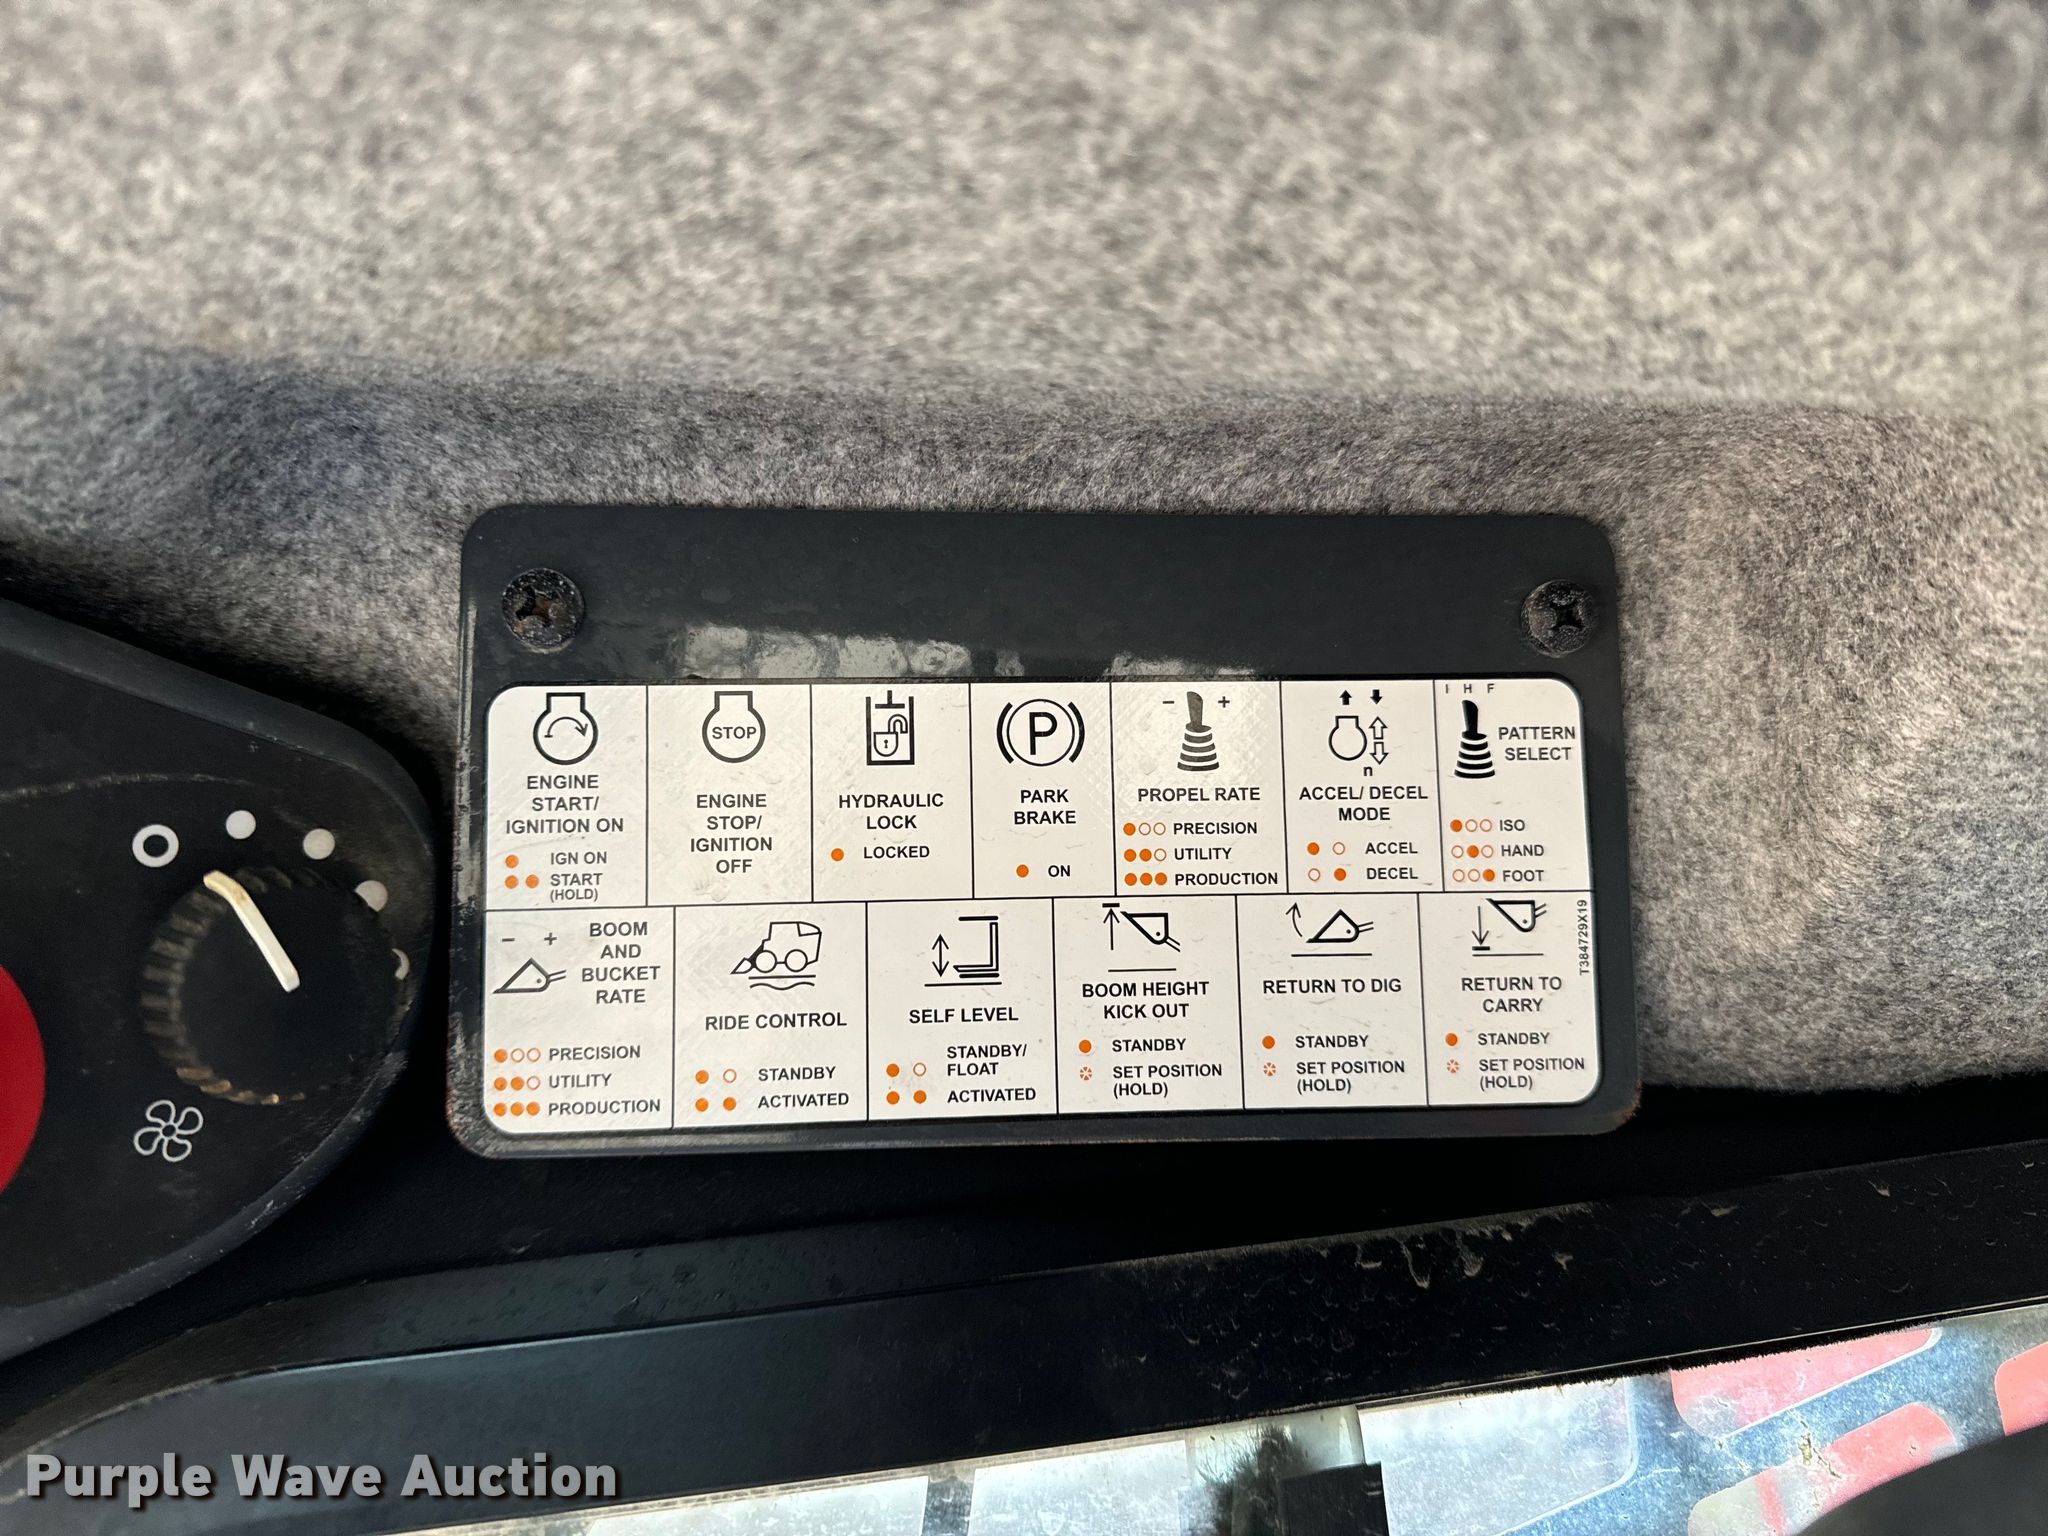 ENGINE
START/
IGNITION ON
IGN ON
START
(HOLD)
STOP
ENGINE
STOP/
IGNITION
OFF
HYDRAULIC
LOCK
LOCKED
P
PARK
BRAKE
ON
- +
PROPEL RATE
PRECISION
UTILITY
PRODUCTION
n
ACCEL/ DECEL
MODE
ACCEL
DECEL
I H F
PATTERN
SELECT
ISO
HAND
FOOT
- +
BOOM
AND
BUCKET
RATE
PRECISION
UTILITY
PRODUCTION
RIDE CONTROL
STANDBY
ACTIVATED
SELF LEVEL
STANDBY/
FLOAT
ACTIVATED
BOOM HEIGHT
KICK OUT
STANDBY
SET POSITION
(HOLD)
RETURN TO DIG
STANDBY
SET POSITION
(HOLD)
RETURN TO
CARRY
STANDBY
SET POSITION
(HOLD)
T384729X19
Purple Wave Auction